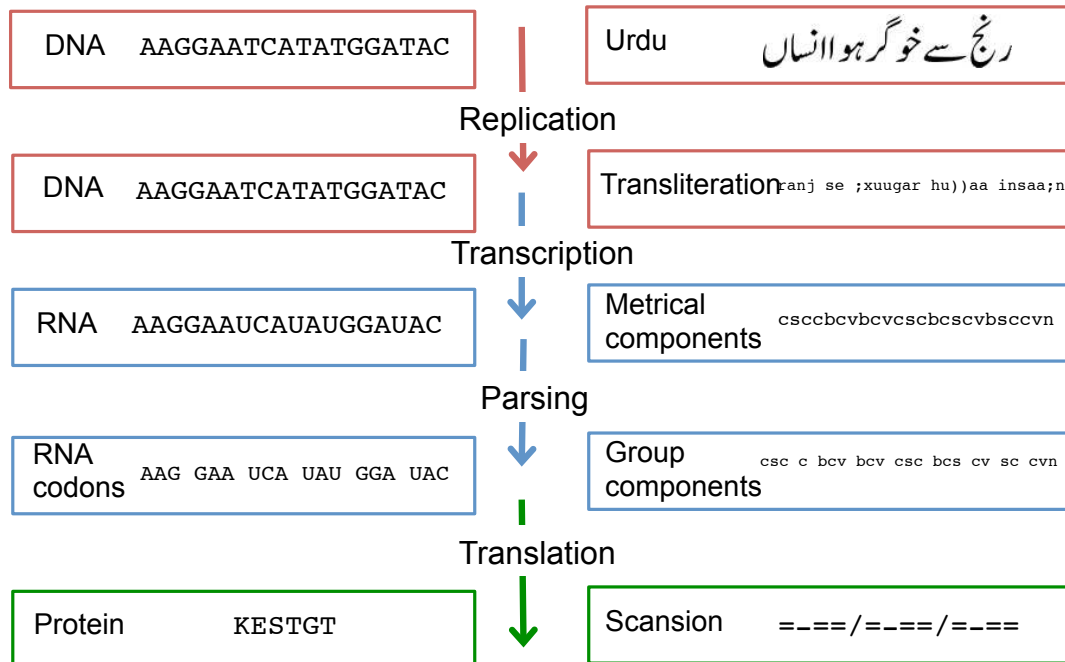 DNA AAGGAATCATATGGATAC
Urdu رنج سے خوگر ہوا انساں
Replication
DNA AAGGAATCATATGGATAC
Transliteration ranj se ;xuugar hu))aa insaa;n
Transcription
RNA AAGGAAUCAUAUGGAUAC
Metrical
components csccbcvbcvcscbcscvbsccvn
Parsing
RNA
codons AAG GAA UCA UAU GGA UAC
Group
components csc c bcv bcv csc bcs cv sc cvn
Translation
Protein KESTGT
Scansion =-==/=-==/=-==